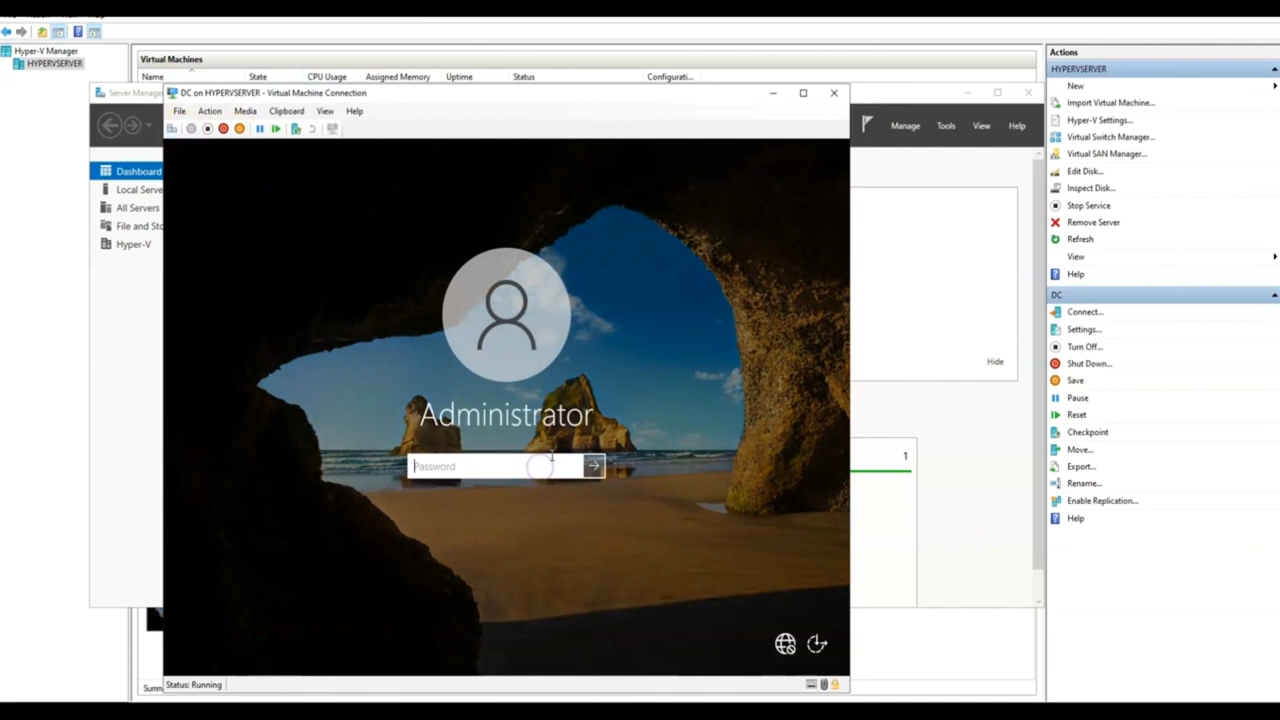 Hyper-V Manager
HYPERVSERVER
Virtual Machines
Name State CPU Usage Assigned Memory Uptime Status Configurati...
Server Manage
DC on HYPERVSERVER - Virtual Machine Connection
File Action Media Clipboard View Help
Manage Tools View Help
Dashboard
Local Serve
All Servers
File and Sto
Hyper-V
Administrator
Password
Hide
1
Status: Running
Summ
Actions
HYPERVSERVER
New
Import Virtual Machine...
Hyper-V Settings...
Virtual Switch Manager...
Virtual SAN Manager...
Edit Disk...
Inspect Disk...
Stop Service
Remove Server
Refresh
View
Help
DC
Connect...
Settings...
Turn Off...
Shut Down...
Save
Pause
Reset
Checkpoint
Move...
Export...
Rename...
Enable Replication...
Help